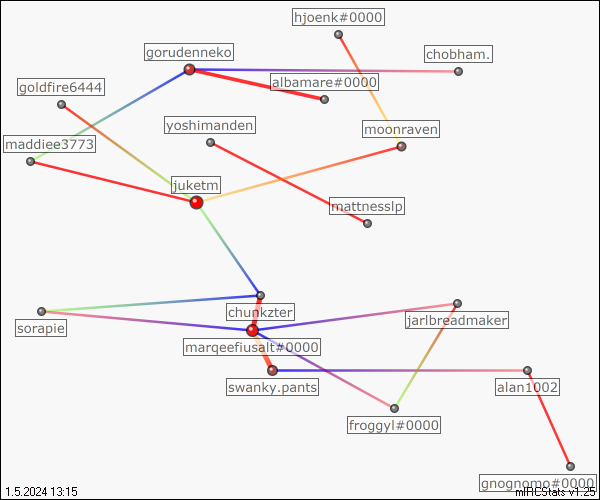 hjoenk#0000
gorudenneko
chobham.
albamare#0000
goldfire6444
yoshimanden
moonraven
maddiee3773
juketm
mattnesslp
chunkzter
sorapie
jarlbreadmaker
marqeefiusalt#0000
swanky.pants
alan1002
froggyl#0000
gnognomo#0000
1.5.2024 13:15
mIRCStats v1.25